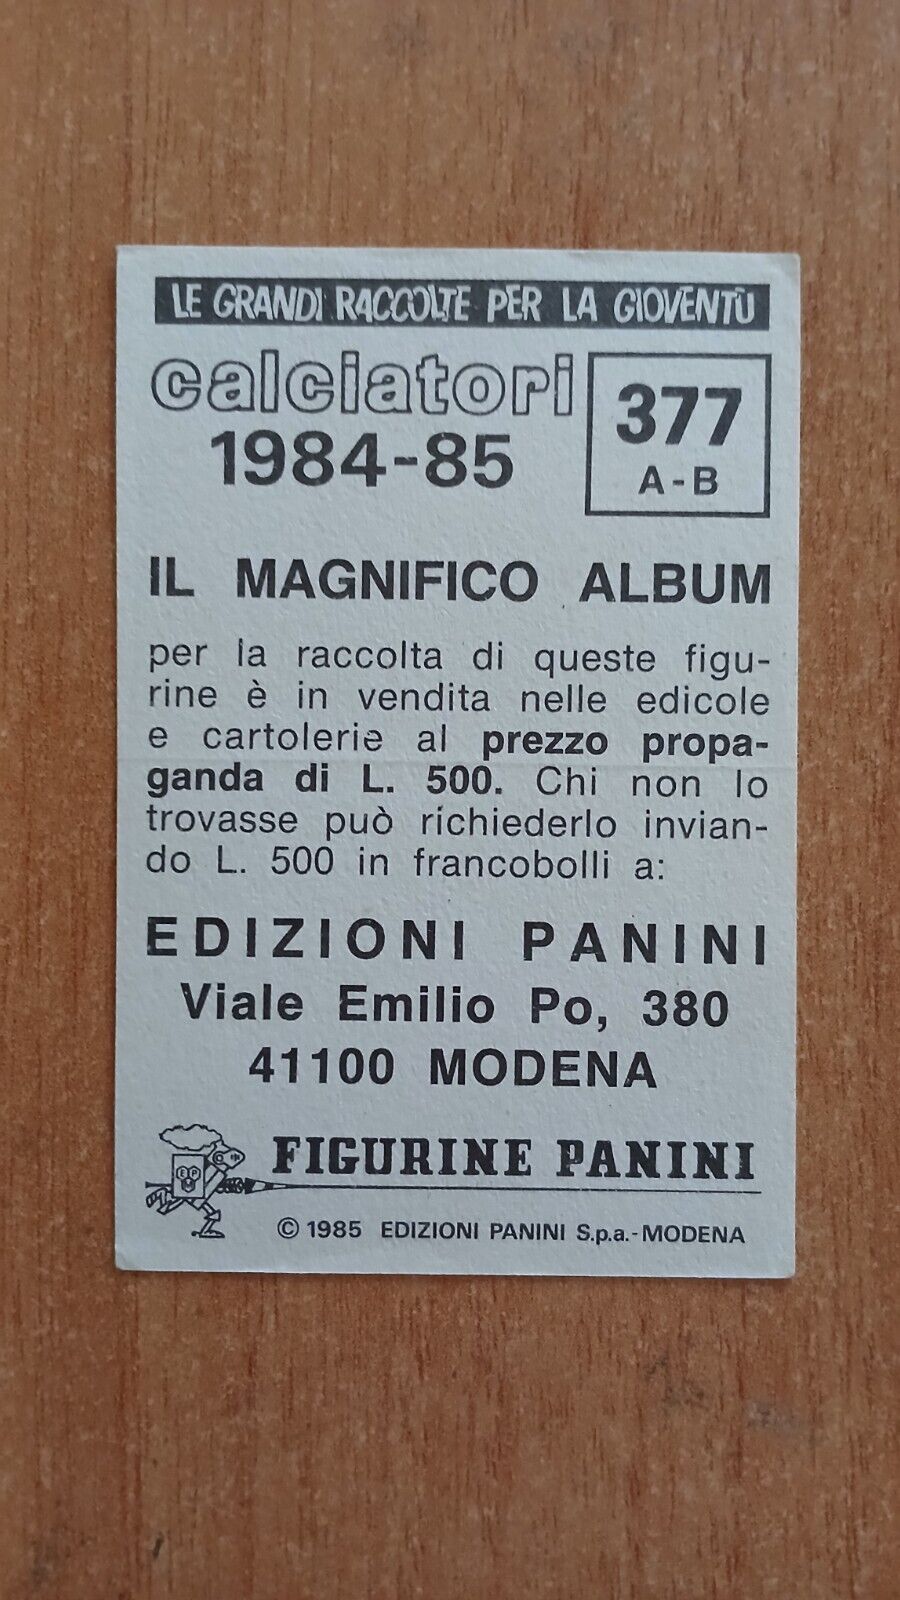 LE GRANDI RACCOLTE PER LA GIOVENTÙ
calciatori
1984-85
377
A-B
IL MAGNIFICO ALBUM
per la raccolta di queste figu-
rine è in vendita nelle edicole
e cartolerie al prezzo propa-
ganda di L. 500. Chi non lo
trovasse può richiederlo invian-
do L. 500 in francobolli a:
EDIZIONI PANINI
Viale Emilio Po, 380
41100 MODENA
EP
FIGURINE PANINI
© 1985 EDIZIONI PANINI S.p.a.-MODENA